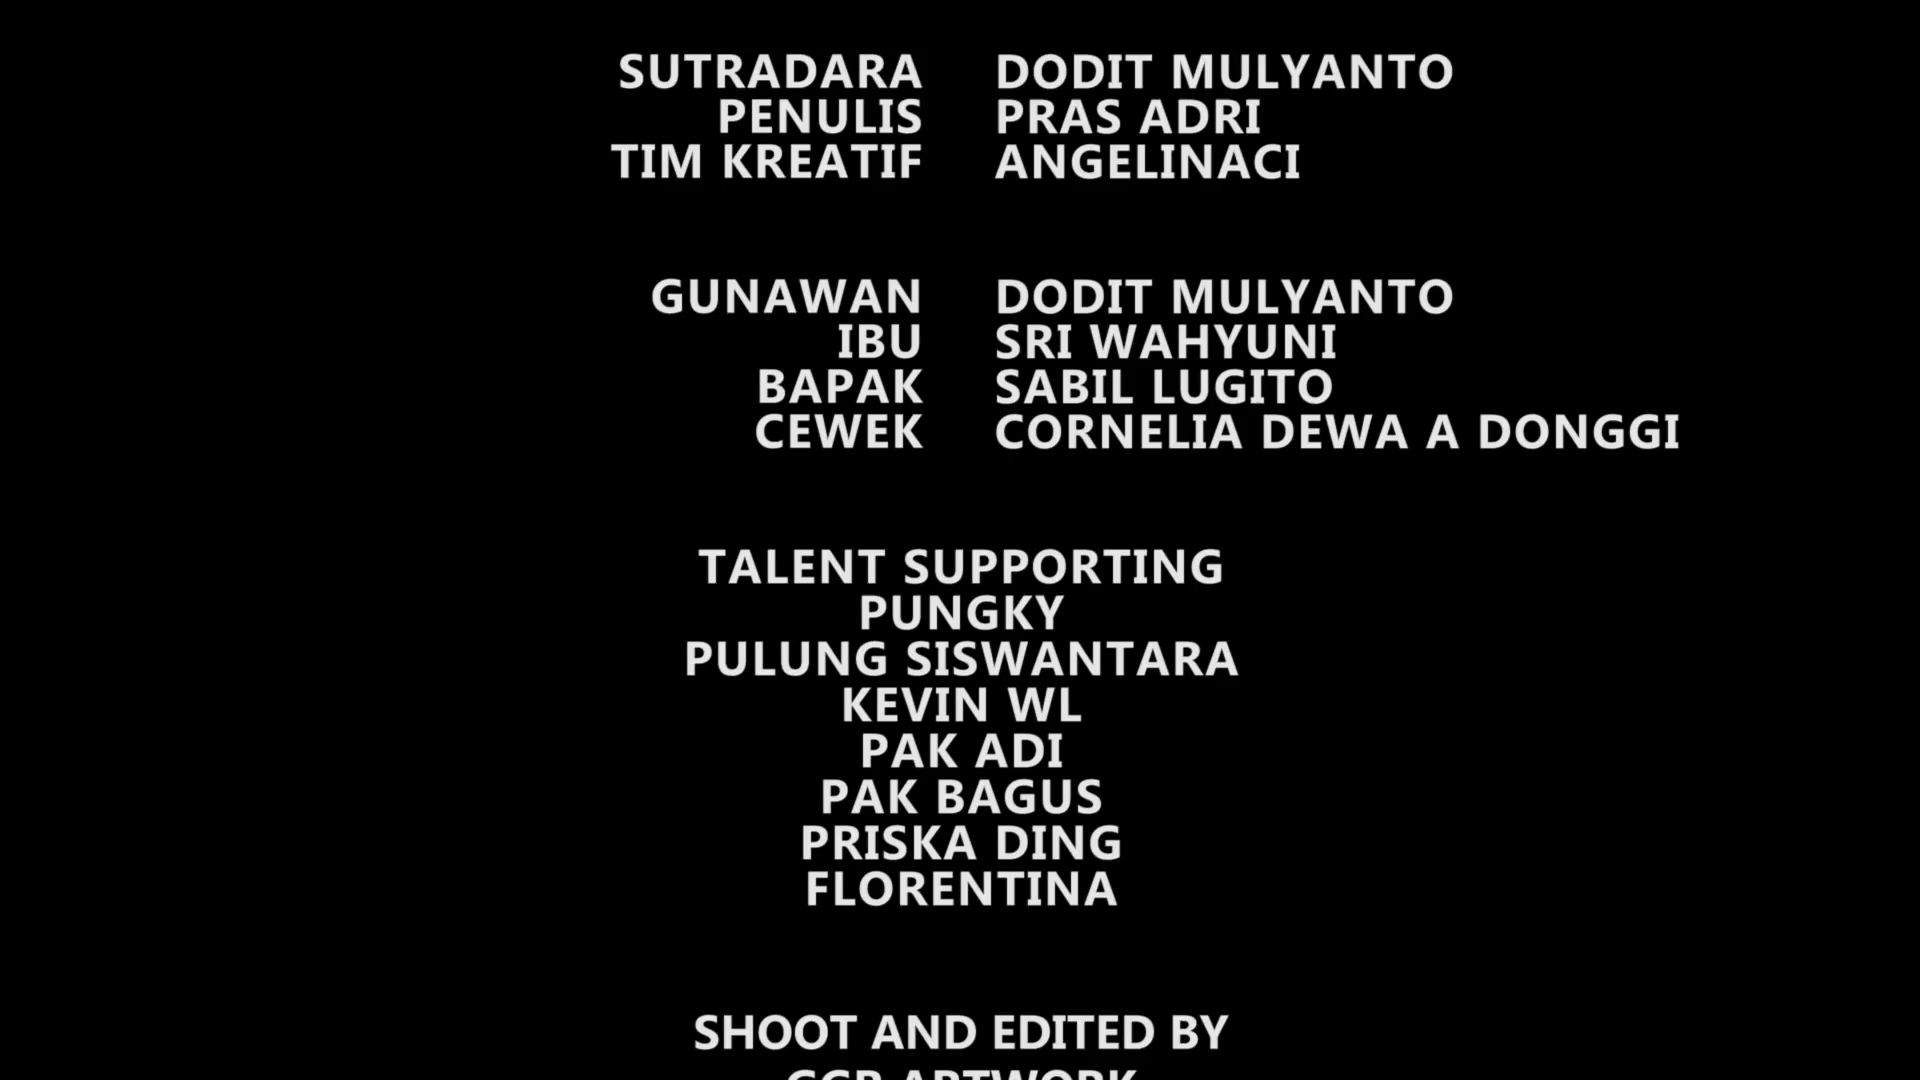 SUTRADARA DODIT MULYANTO
PENULIS PRAS ADRI
TIM KREATIF ANGELINACI
GUNAWAN DODIT MULYANTO
IBU SRI WAHYUNI
BAPAK SABIL LUGITO
CEWEK CORNELIA DEWA A DONGGI
TALENT SUPPORTING
PUNGKY
PULUNG SISWANTARA
KEVIN WL
PAK ADI
PAK BAGUS
PRISKA DING
FLORENTINA
SHOOT AND EDITED BY
ARTWORK